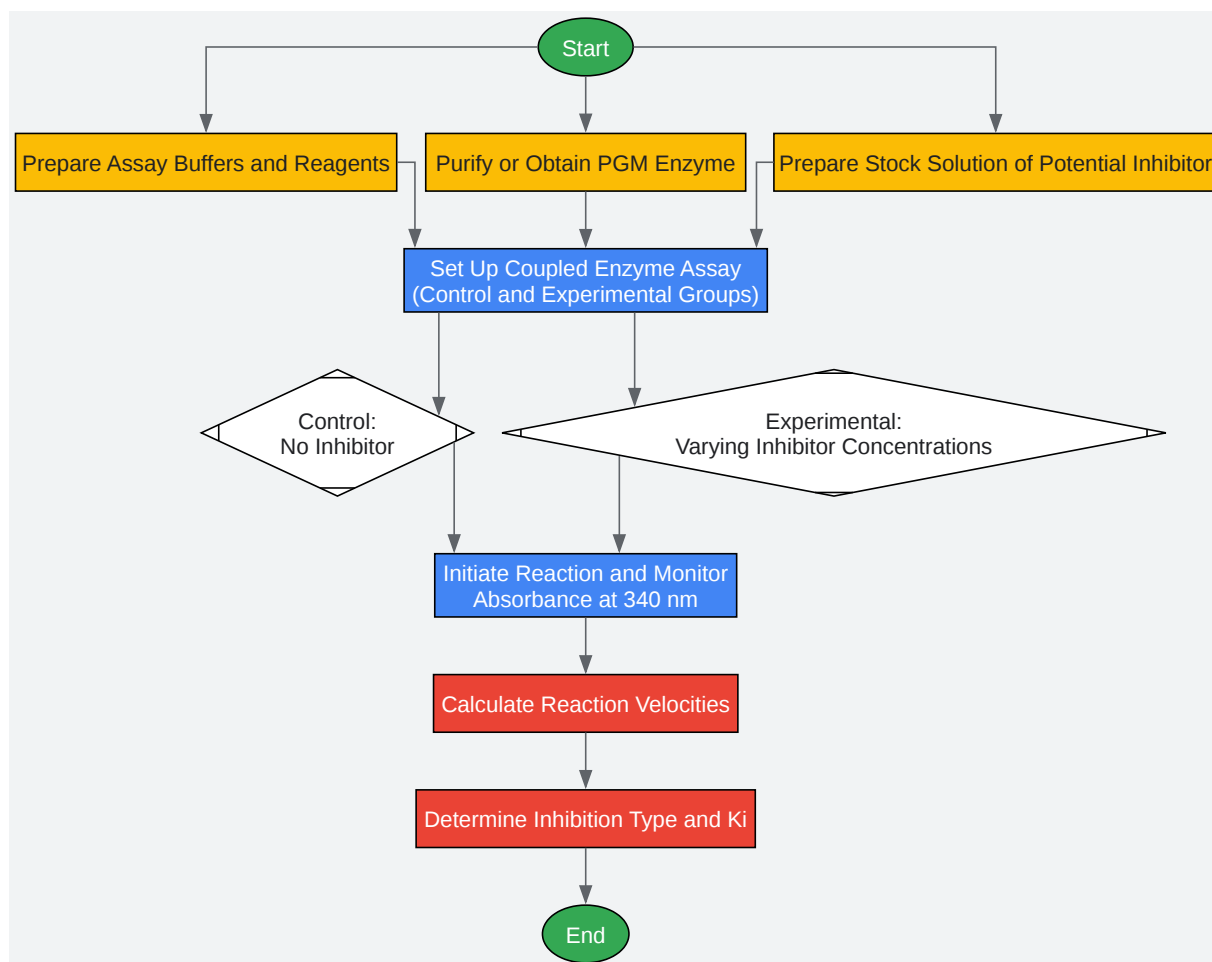 Start
Prepare Assay Buffers and Reagents
Purify or Obtain PGM Enzyme
Prepare Stock Solution of Potential Inhibitor
Set Up Coupled Enzyme Assay
(Control and Experimental Groups)
Control:
No Inhibitor
Experimental:
Varying Inhibitor Concentrations
Initiate Reaction and Monitor
Absorbance at 340 nm
Calculate Reaction Velocities
Determine Inhibition Type and Ki
End